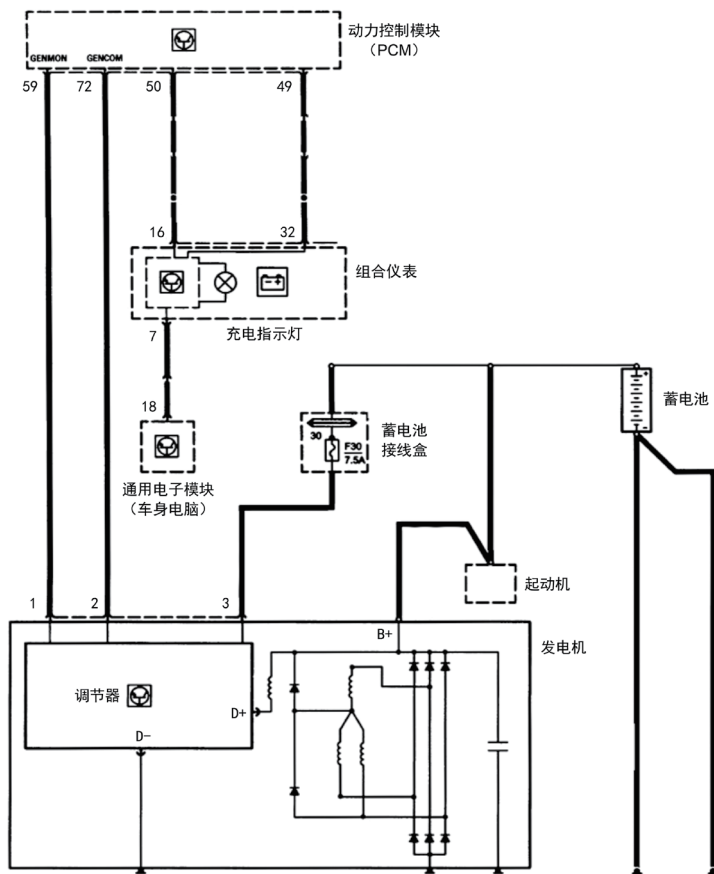 动力控制模块
（PCM）
GENMON
GENCOM
59
72
50
49
16
32
组合仪表
充电指示灯
7
18
通用电子模块
（车身电脑）
30
F30
7.5A
蓄电池
接线盒
+
-
蓄电池
起动机
1
2
3
B+
发电机
调节器
D+
D-